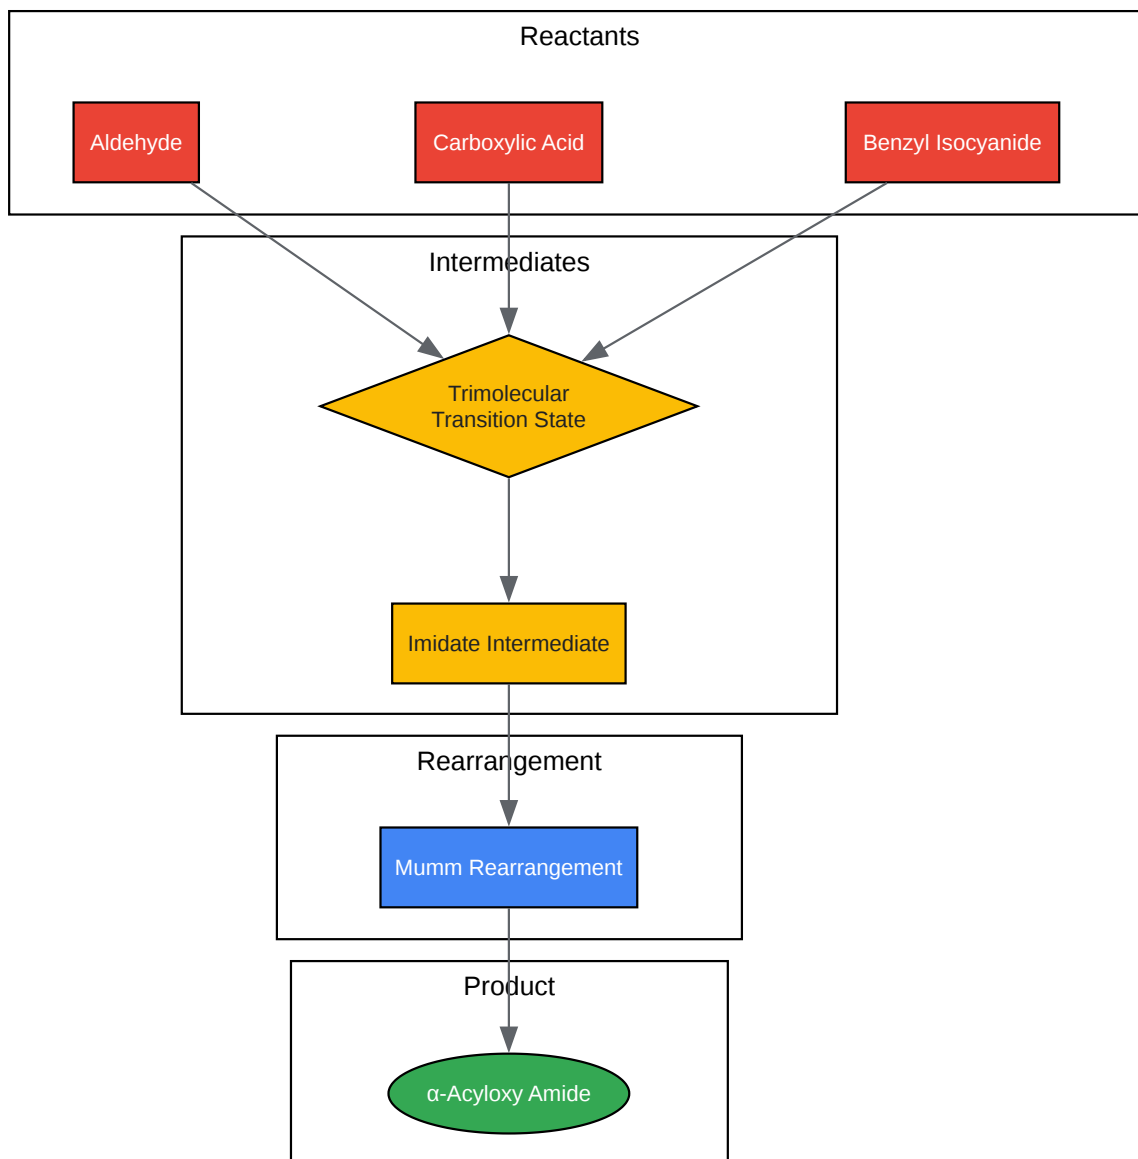 Reactants
Aldehyde
Carboxylic Acid
Benzyl Isocyanide
Intermediates
Trimolecular
Transition State
Imidate Intermediate
Rearrangement
Mumm Rearrangement
Product
α-Acyloxy Amide